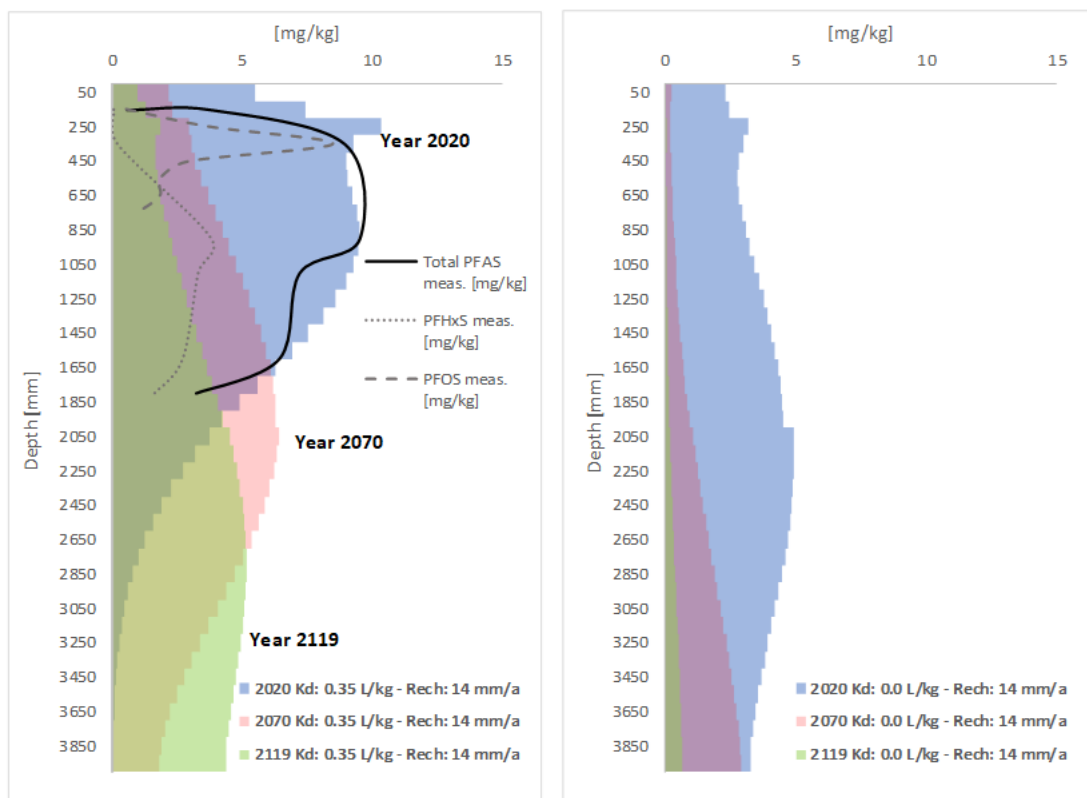 [mg/kg]
0 5 10 15
50
250
450
650
850
1050
1250
1450
1650
1850
2050
2250
2450
2650
2850
3050
3250
3450
3650
3850
Depth [mm]
Year 2020
Total PFAS
meas. [mg/kg]
PFHxS meas.
[mg/kg]
PFOS meas.
[mg/kg]
Year 2070
Year 2119
2020 Kd: 0.35 L/kg - Rech: 14 mm/a
2070 Kd: 0.35 L/kg - Rech: 14 mm/a
2119 Kd: 0.35 L/kg - Rech: 14 mm/a
[mg/kg]
0 5 10 15
50
250
450
650
850
1050
1250
1450
1650
1850
2050
2250
2450
2650
2850
3050
3250
3450
3650
3850
Depth [mm]
2020 Kd: 0.0 L/kg - Rech: 14 mm/a
2070 Kd: 0.0 L/kg - Rech: 14 mm/a
2119 Kd: 0.0 L/kg - Rech: 14 mm/a